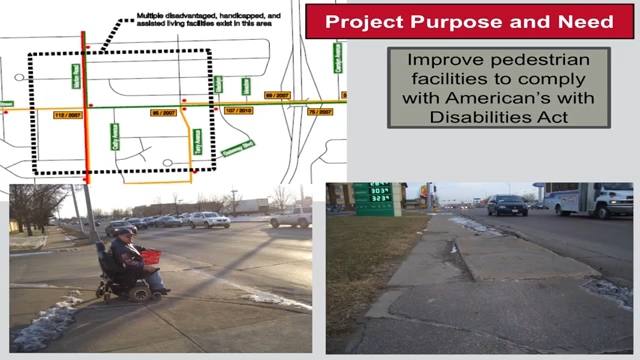 Multiple disadvantaged, handicapped, and
assisted living facilities exist in this area
Project Purpose and Need
Improve pedestrian
facilities to comply
with American's with
Disabilities Act
112 / 2007
95 / 2007
107 / 2010
69 / 2007
75 / 2007